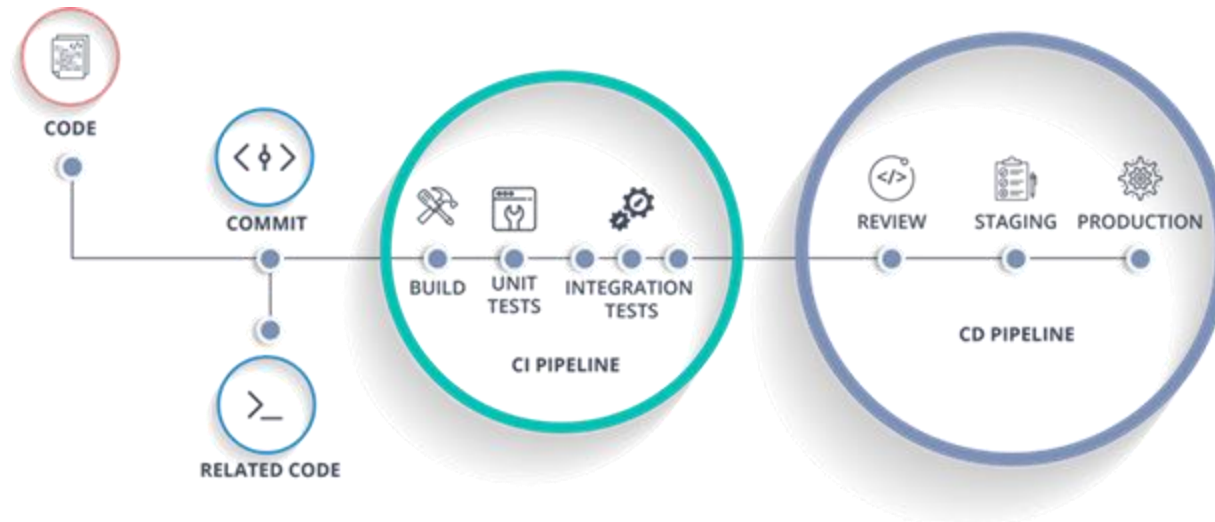 CODE
COMMIT
RELATED CODE
BUILD
UNIT
TESTS
INTEGRATION
TESTS
CI PIPELINE
REVIEW
STAGING
PRODUCTION
CD PIPELINE